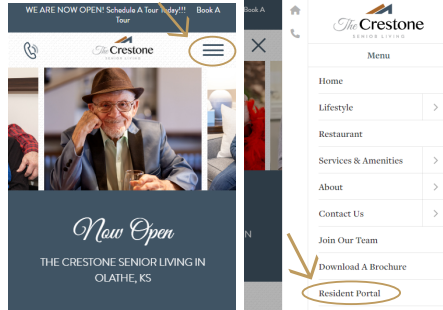 WE ARE NOW OPEN! Schedule A Tour Today!!! Book A
Tour
The Crestone
SENIOR LIVING
Now Open
THE CRESTONE SENIOR LIVING IN
OLATHE, KS
Book A
N
The Crestone
SENIOR LIVING
Menu
Home
Lifestyle
Restaurant
Services & Amenities
About
Contact Us
Join Our Team
Download A Brochure
Resident Portal